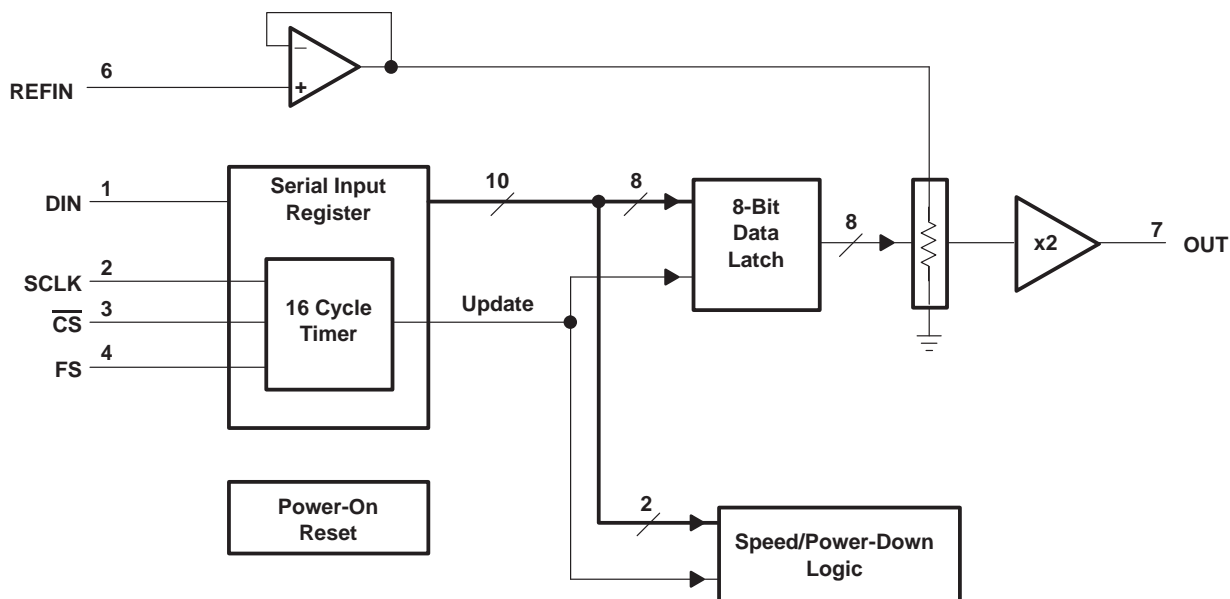 6
REFIN
−
+
DIN
1
Serial Input
Register
10
8
8-Bit
Data
Latch
8
x2
7
OUT
SCLK
2
CS
3
FS
4
16 Cycle
Timer
Update
Power-On
Reset
2
Speed/Power-Down
Logic